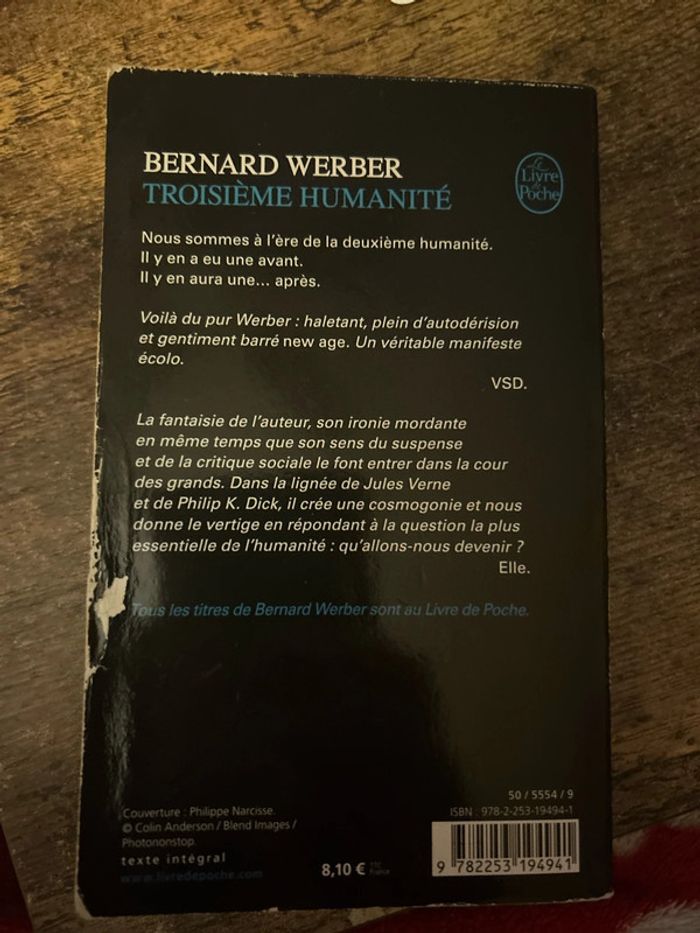 BERNARD WERBER
TROISIÈME HUMANITÉ
Le
Livre
de
Poche
Nous sommes à l'ère de la deuxième humanité.
Il y en a eu une avant.
Il y en aura une... après.
Voilà du pur Werber : haletant, plein d'autodérision
et gentiment barré new age. Un véritable manifeste
écolo.
VSD.
La fantaisie de l'auteur, son ironie mordante
en même temps que son sens du suspense
et de la critique sociale le font entrer dans la cour
des grands. Dans la lignée de Jules Verne
et de Philip K. Dick, il crée une cosmogonie et nous
donne le vertige en répondant à la question la plus
essentielle de l'humanité : qu'allons-nous devenir ?
Elle.
Tous les titres de Bernard Werber sont au Livre de Poche.
50 / 5554 / 9
ISBN : 978-2-253-19494-1
Couverture : Philippe Narcisse.
© Colin Anderson / Blend Images /
Photononstop.
texte intégral
www.livredepoche.com
8,10 € TTC
France
9 782253 194941